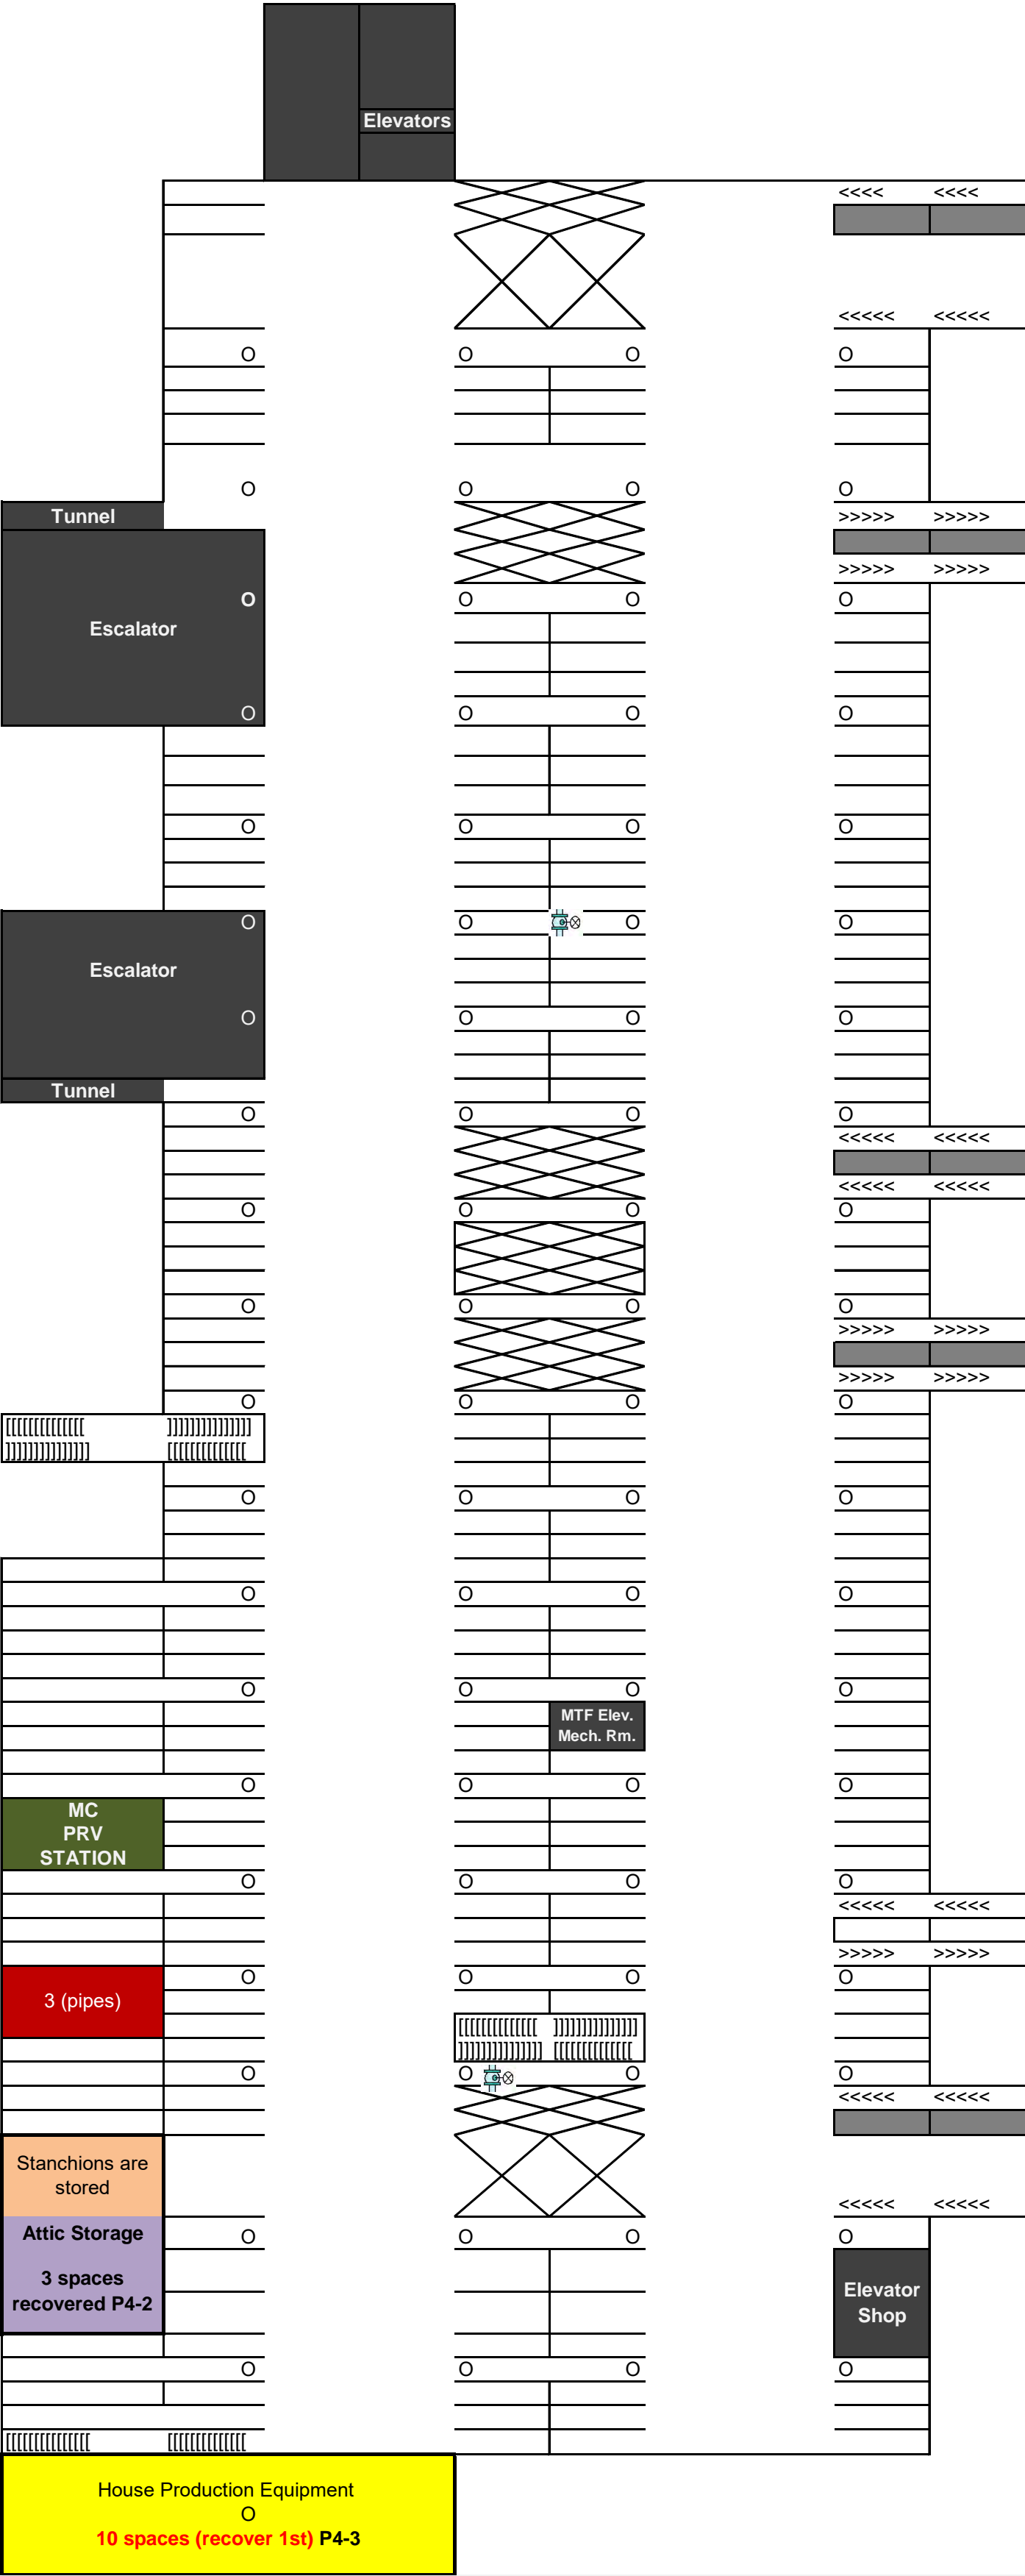 Elevators
<<<< <<<<
<<<<< <<<<<
O O O O
O O O O
Tunnel >>>>> >>>>>
>>>>> >>>>>
O O O O
Escalator
O O O O
O O O O
O O O O
Escalator
O O O O
Tunnel
O O O O
<<<<< <<<<<
<<<<< <<<<<
O O O O
O O O O
>>>>> >>>>>
>>>>> >>>>>
O O O O
[[[[[[[[[[[[[[ ]]]]]]]]]]]]]]]
]]]]]]]]]]]]]]] [[[[[[[[[[[[[[
O O O O
O O O O
O O O O
MTF Elev.
Mech. Rm.
O O O O
MC
PRV
STATION
O O O O
<<<<< <<<<<
>>>>> >>>>>
O O O O
3 (pipes)
[[[[[[[[[[[[[[ ]]]]]]]]]]]]]]]
]]]]]]]]]]]]]]] [[[[[[[[[[[[[[
O O O O
<<<<< <<<<<
Stanchions are
stored
<<<<< <<<<<
Attic Storage
O O O O
3 spaces
recovered P4-2
Elevator
Shop
O O O O
[[[[[[[[[[[[[[[ [[[[[[[[[[[[[[
House Production Equipment
O
10 spaces (recover 1st) P4-3